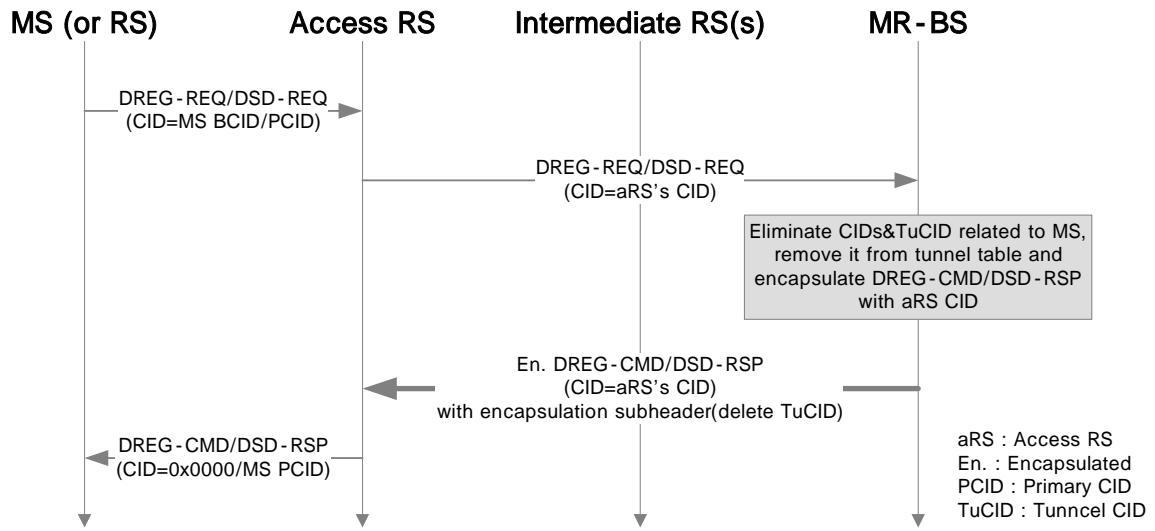 MS (or RS)
Access RS
Intermediate RS(s)
MR-BS
DREG-REQ/DSD-REQ
(CID=MS BCID/PCID)
DREG-REQ/DSD-REQ
(CID=aRS's CID)
Eliminate CIDs&TuCID related to MS,
remove it from tunnel table and
encapsulate DREG-CMD/DSD-RSP
with aRS CID
En. DREG-CMD/DSD-RSP
(CID=aRS's CID)
with encapsulation subheader(delete TuCID)
DREG-CMD/DSD-RSP
(CID=0x0000/MS PCID)
aRS : Access RS
En. : Encapsulated
PCID : Primary CID
TuCID : Tunncel CID